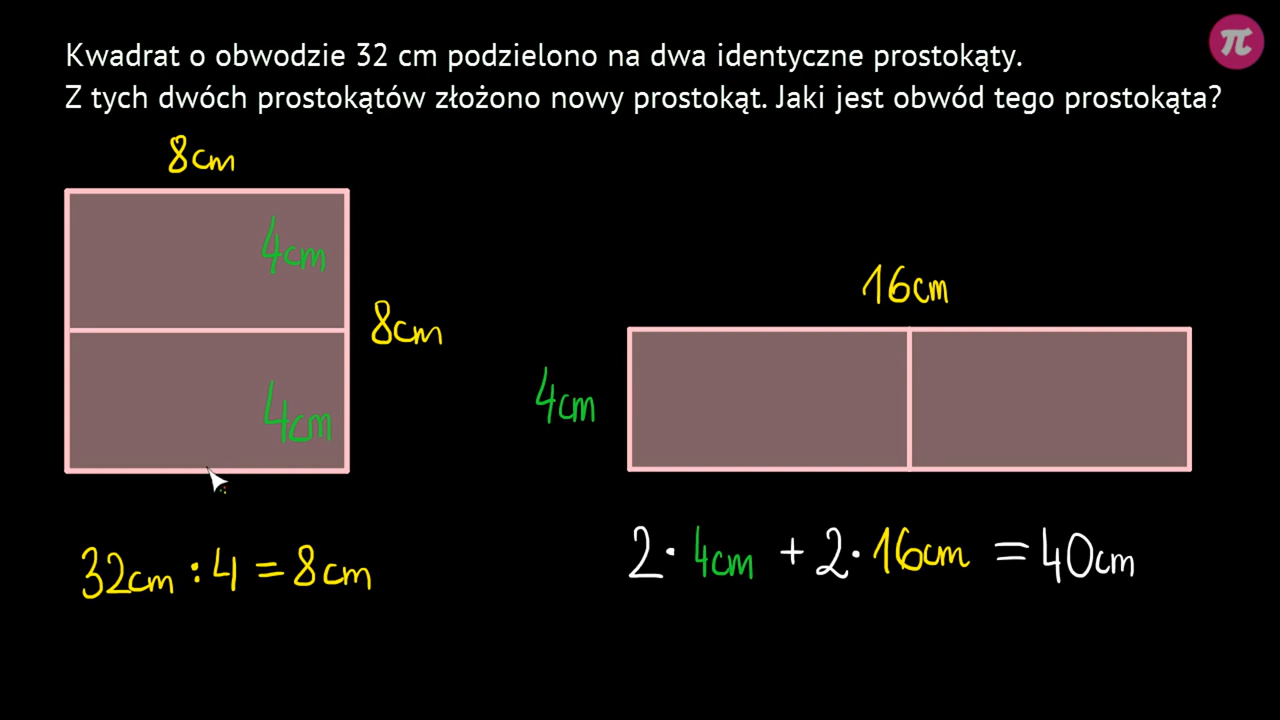 Kwadrat o obwodzie 32 cm podzielono na dwa identyczne prostokąty.
Z tych dwóch prostokątów złożono nowy prostokąt. Jaki jest obwód tego prostokąta?
π
8cm
4cm
8cm
4cm
16cm
4cm
32cm : 4 = 8cm
2 · 4cm + 2 · 16cm = 40cm